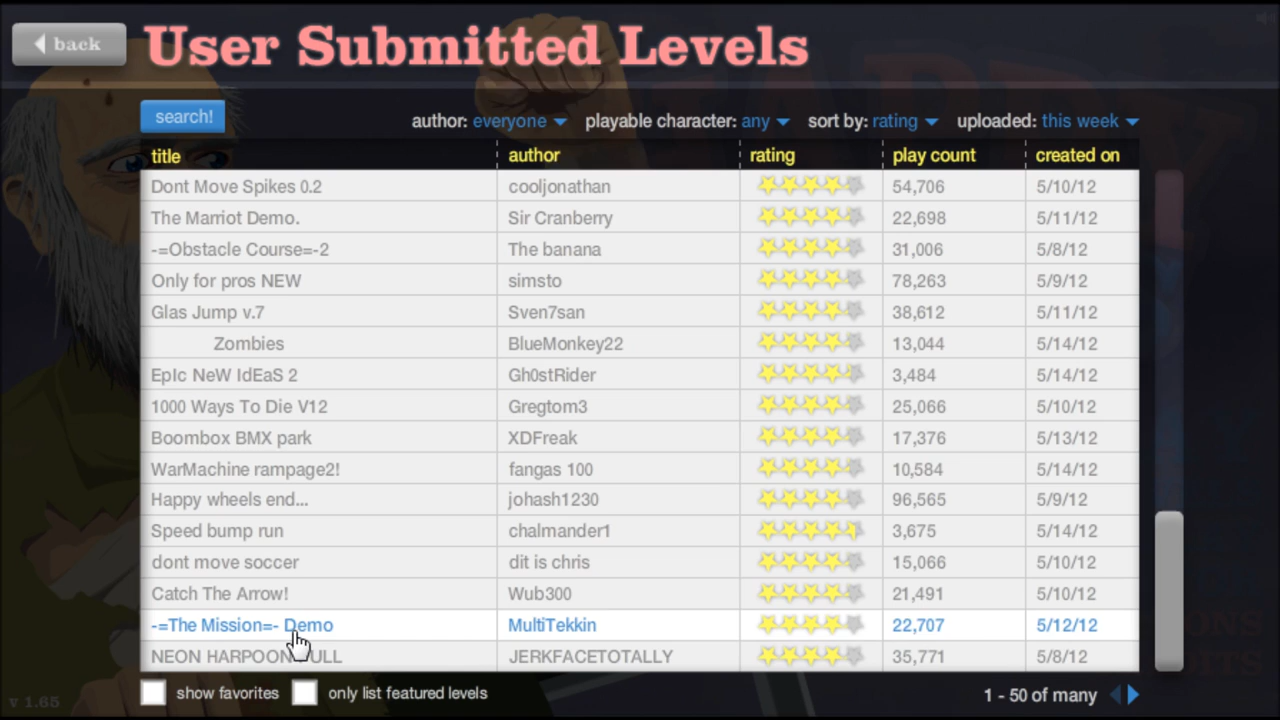 back
User Submitted Levels
search!
author: everyone playable character: any sort by: rating uploaded: this week
title author rating play count created on
Dont Move Spikes 0.2 cooljonathan 54,706 5/10/12
The Marriot Demo. Sir Cranberry 22,698 5/11/12
-=Obstacle Course=-2 The banana 31,006 5/8/12
Only for pros NEW simsto 78,263 5/9/12
Glas Jump v.7 Sven7san 38,612 5/11/12
Zombies BlueMonkey22 13,044 5/14/12
EpIc NeW IdEaS 2 Gh0stRider 3,484 5/14/12
1000 Ways To Die V12 Gregtom3 25,066 5/10/12
Boombox BMX park XDFreak 17,376 5/13/12
WarMachine rampage2! fangas 100 10,584 5/14/12
Happy wheels end... johash1230 96,565 5/9/12
Speed bump run chalmander1 3,675 5/14/12
dont move soccer dit is chris 15,066 5/10/12
Catch The Arrow! Wub300 21,491 5/10/12
-=The Mission=- Demo MultiTekkin 22,707 5/12/12
NEON HARPOON JERKFACETOTALLY 35,771 5/8/12
show favorites only list featured levels 1 - 50 of many
v 1.65